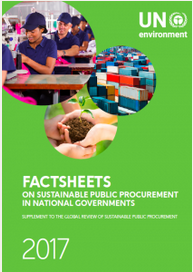 UN
environment
FACTSHEETS
ON SUSTAINABLE PUBLIC PROCUREMENT
IN NATIONAL GOVERNMENTS
SUPPLEMENT TO THE GLOBAL REVIEW OF SUSTAINABLE PUBLIC PROCUREMENT
2017